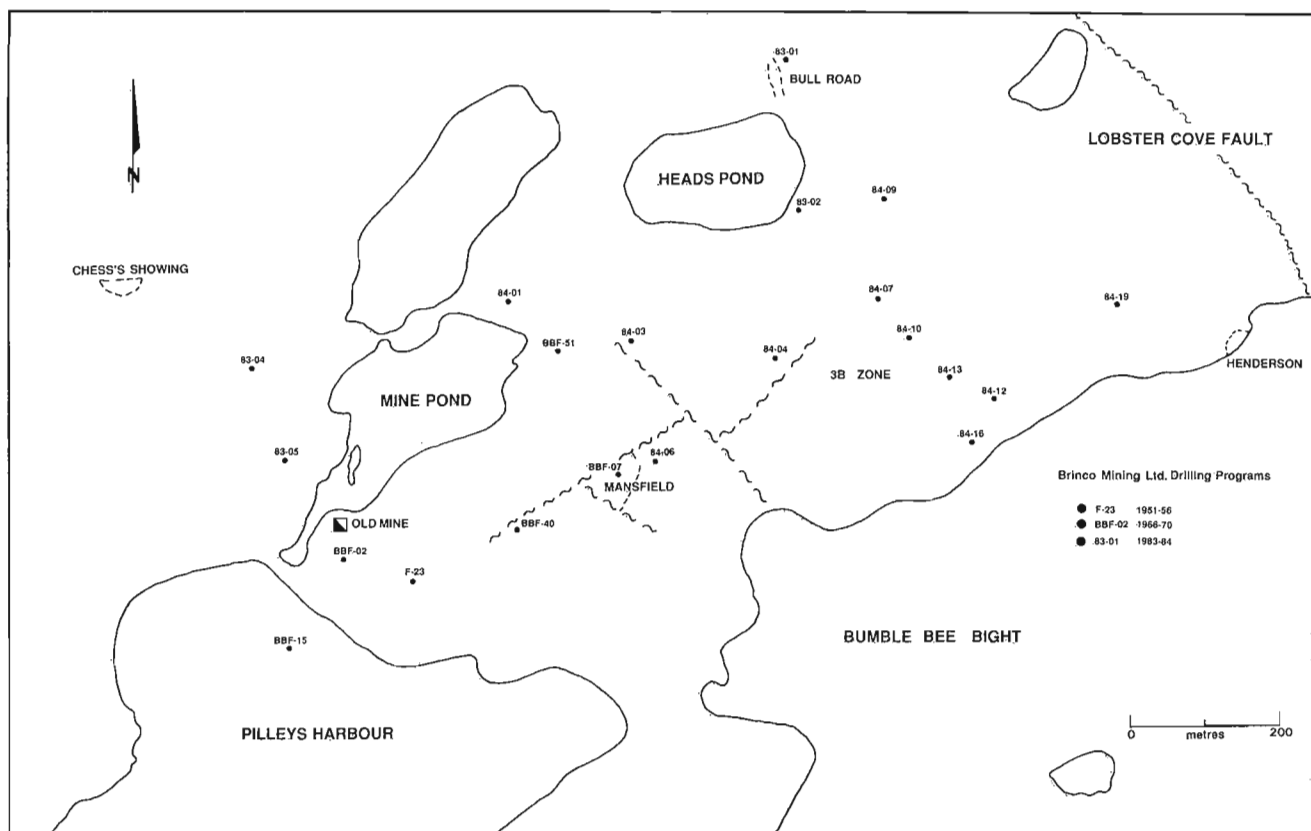 83-01
BULL ROAD
LOBSTER COVE FAULT
N
HEADS POND
84-09
83-02
CHESS'S SHOWING
84-01
84-07
84-19
84-03
84-10
BBF-51
84-04
83-04
3B ZONE
84-13
HENDERSON
MINE POND
84-12
84-16
83-05
84-06
BBF-07
MANSFIELD
Brinco Mining Ltd. Drilling Programs
F-23 1951-56
BBF-02 1966-70
83-01 1983-84
OLD MINE
BBF-40
BBF-02
F-23
BBF-15
BUMBLE BEE BIGHT
PILLEYS HARBOUR
0 metres 200